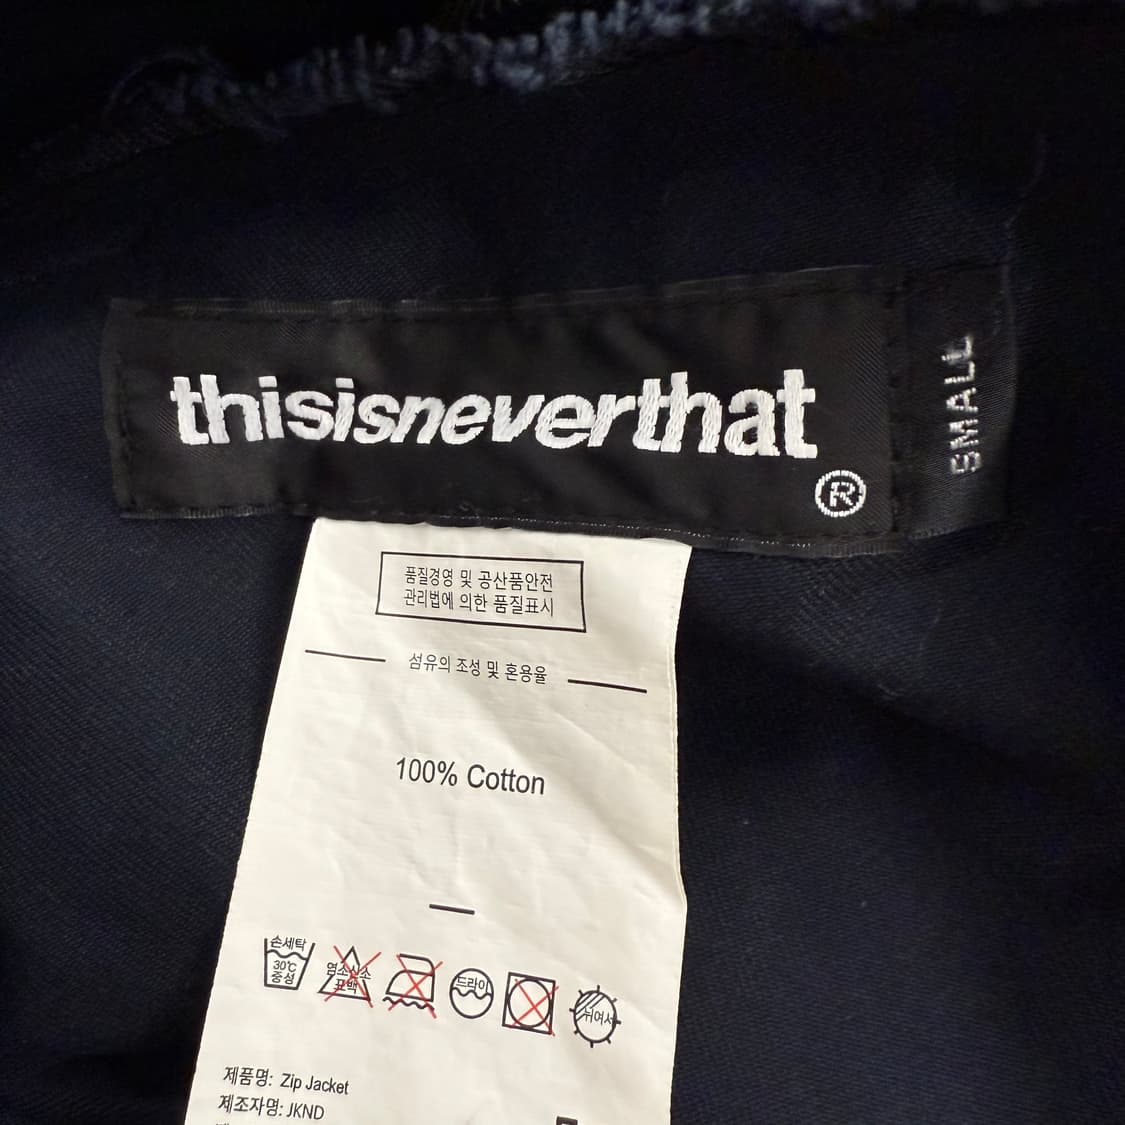 thisisneverthat
®
SMALL
품질경영 및 공산품안전
관리법에 의한 품질표시
섬유의 조성 및 혼용율
100% Cotton
손세탁
30℃
중성
염소산소
표백
드라이
뉘어서
제품명: Zip Jacket
제조자명: JKND